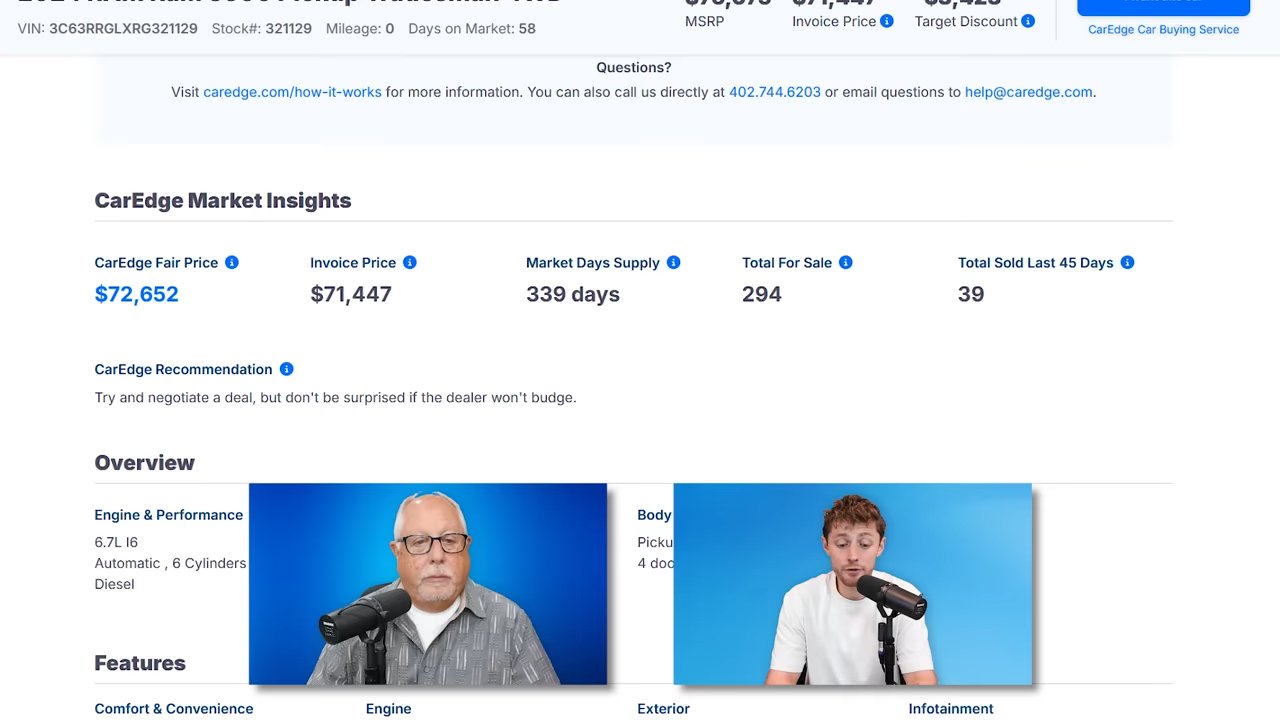 VIN: 3C63RRGLXRG321129 Stock#: 321129 Mileage: 0 Days on Market: 58
MSRP
Invoice Price
Target Discount
CarEdge Car Buying Service
Questions?
Visit caredge.com/how-it-works for more information. You can also call us directly at 402.744.6203 or email questions to help@caredge.com.
CarEdge Market Insights
CarEdge Fair Price
$72,652
Invoice Price
$71,447
Market Days Supply
339 days
Total For Sale
294
Total Sold Last 45 Days
39
CarEdge Recommendation
Try and negotiate a deal, but don't be surprised if the dealer won't budge.
Overview
Engine & Performance
6.7L I6
Automatic , 6 Cylinders
Diesel
Body
Picku
4 doo
Features
Comfort & Convenience
Engine
Exterior
Infotainment